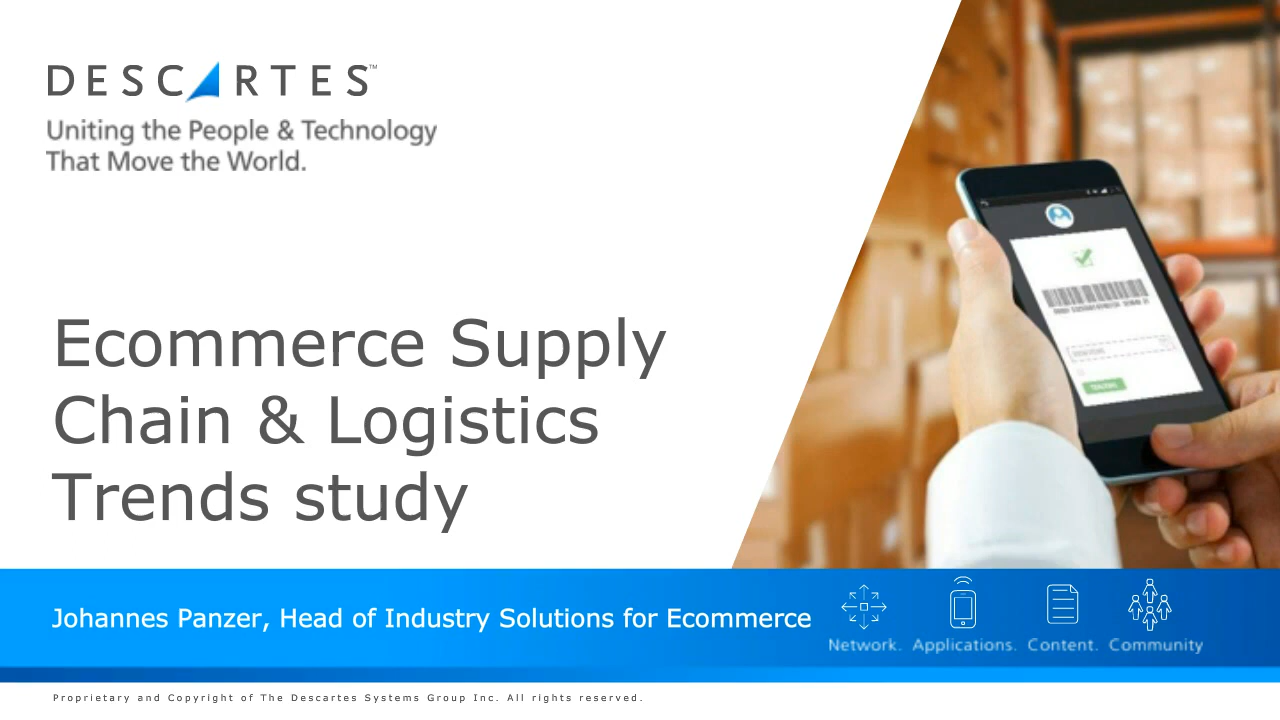 DESCARTES™
Uniting the People & Technology
That Move the World.
Ecommerce Supply
Chain & Logistics
Trends study
Johannes Panzer, Head of Industry Solutions for Ecommerce
Network. Applications. Content. Community
Proprietary and Copyright of The Descartes Systems Group Inc. All rights reserved.